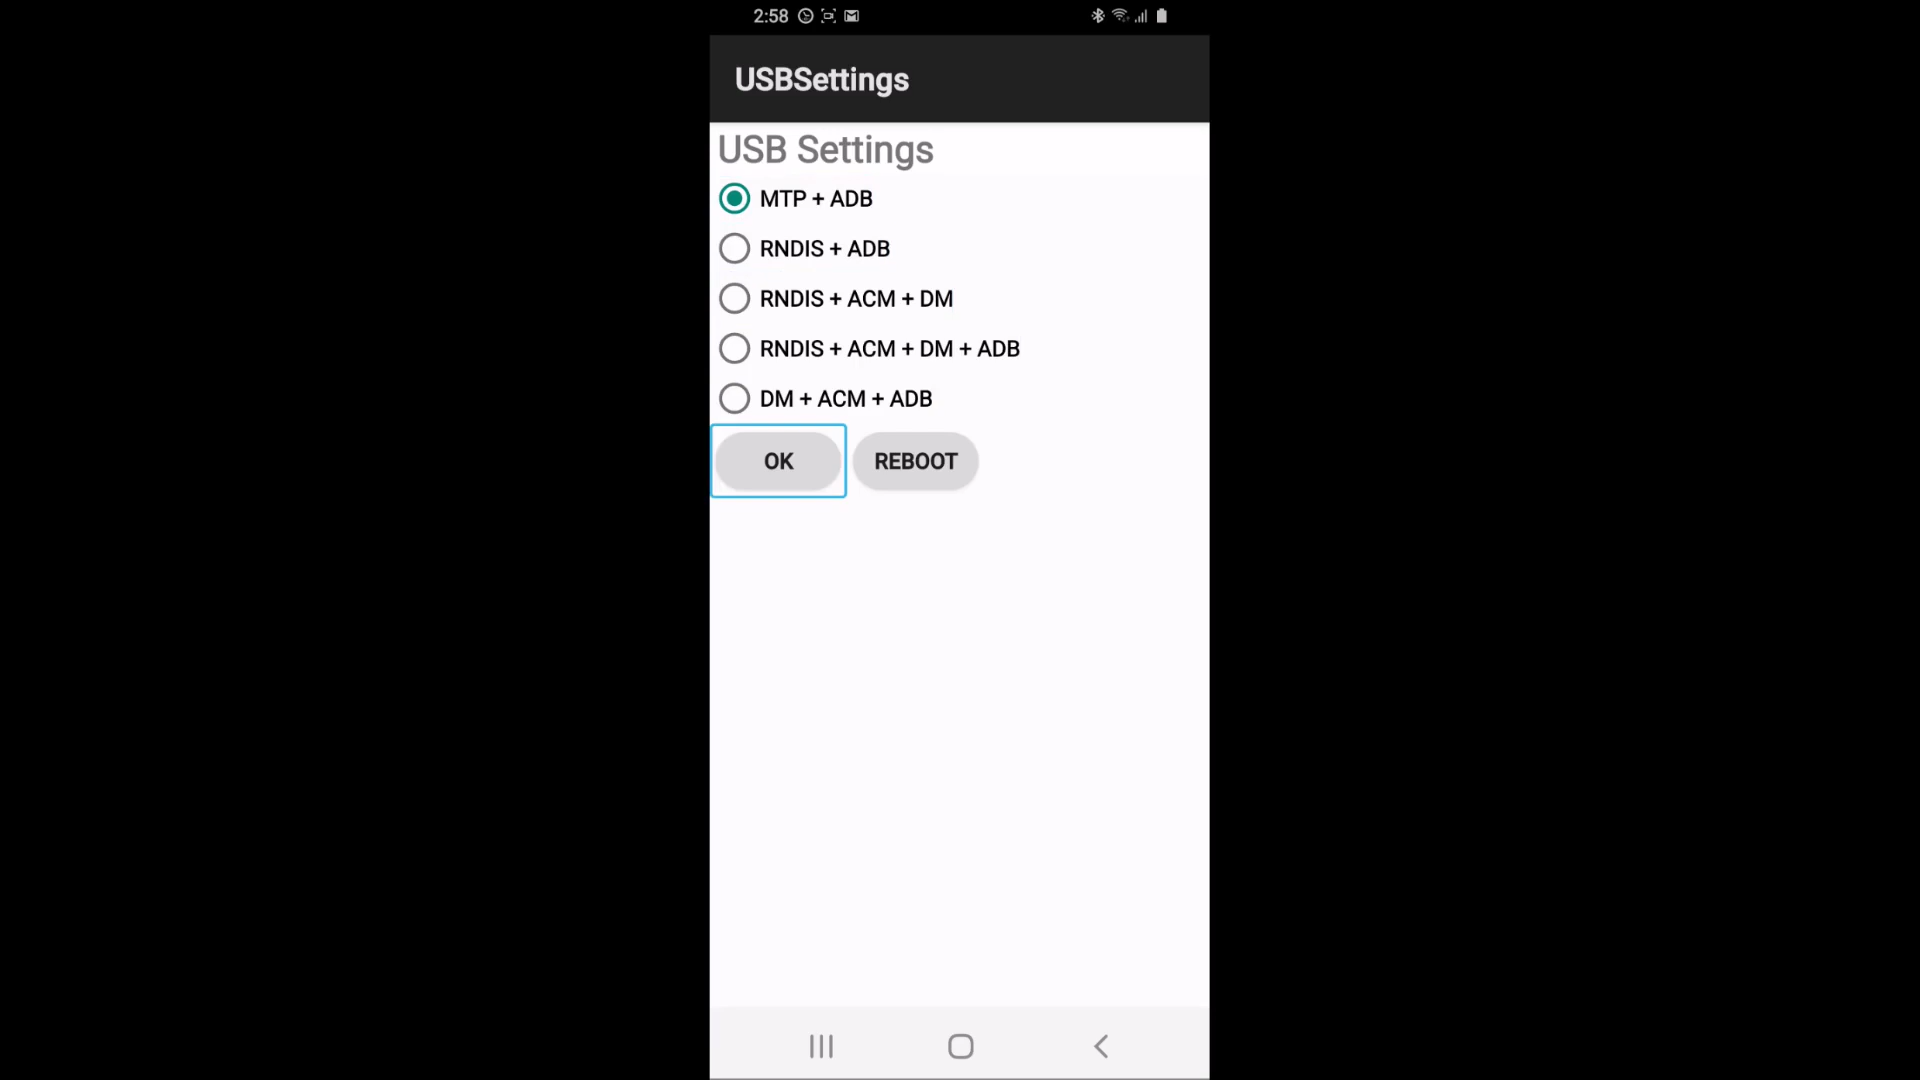 2:58
USBSettings
USB Settings
MTP + ADB
RNDIS + ADB
RNDIS + ACM + DM
RNDIS + ACM + DM + ADB
DM + ACM + ADB
OK REBOOT